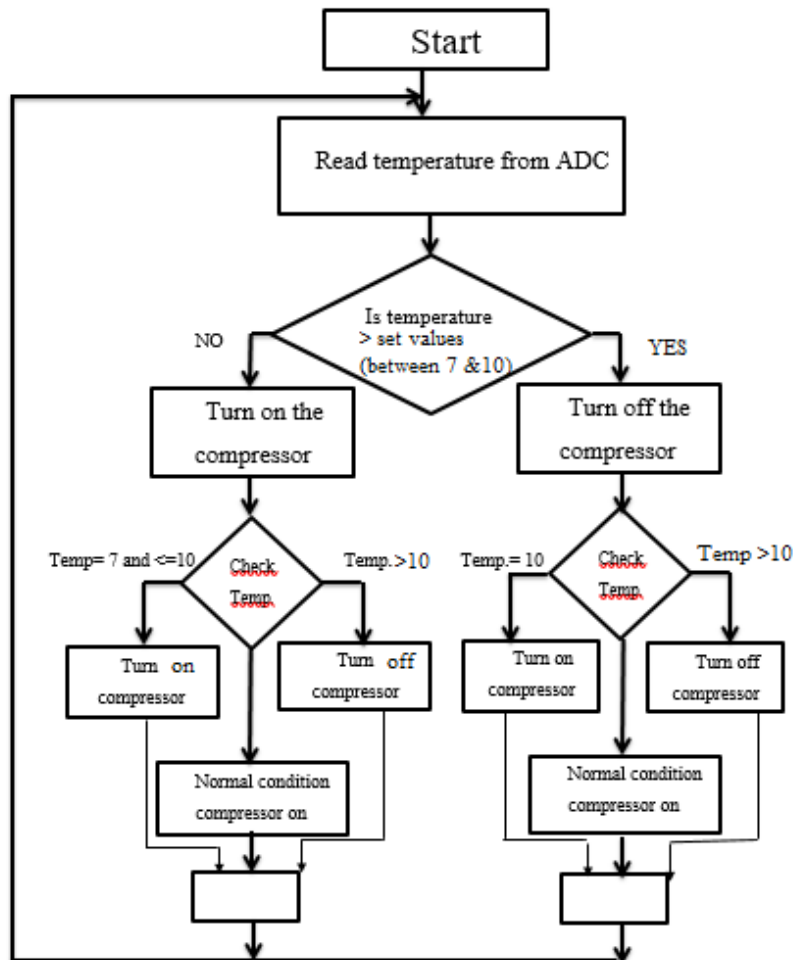 Start
Read temperature from ADC
Is temperature
> set values
(between 7 &10)
NO
YES
Turn on the
compressor
Turn off the
compressor
Temp= 7 and <=10
Check
Temp.
Temp.>10
Temp.= 10
Check
Temp
Temp >10
Turn on
compressor
Turn off
compressor
Turn on
compressor
Turn off
compressor
Normal condition
compressor on
Normal condition
compressor on